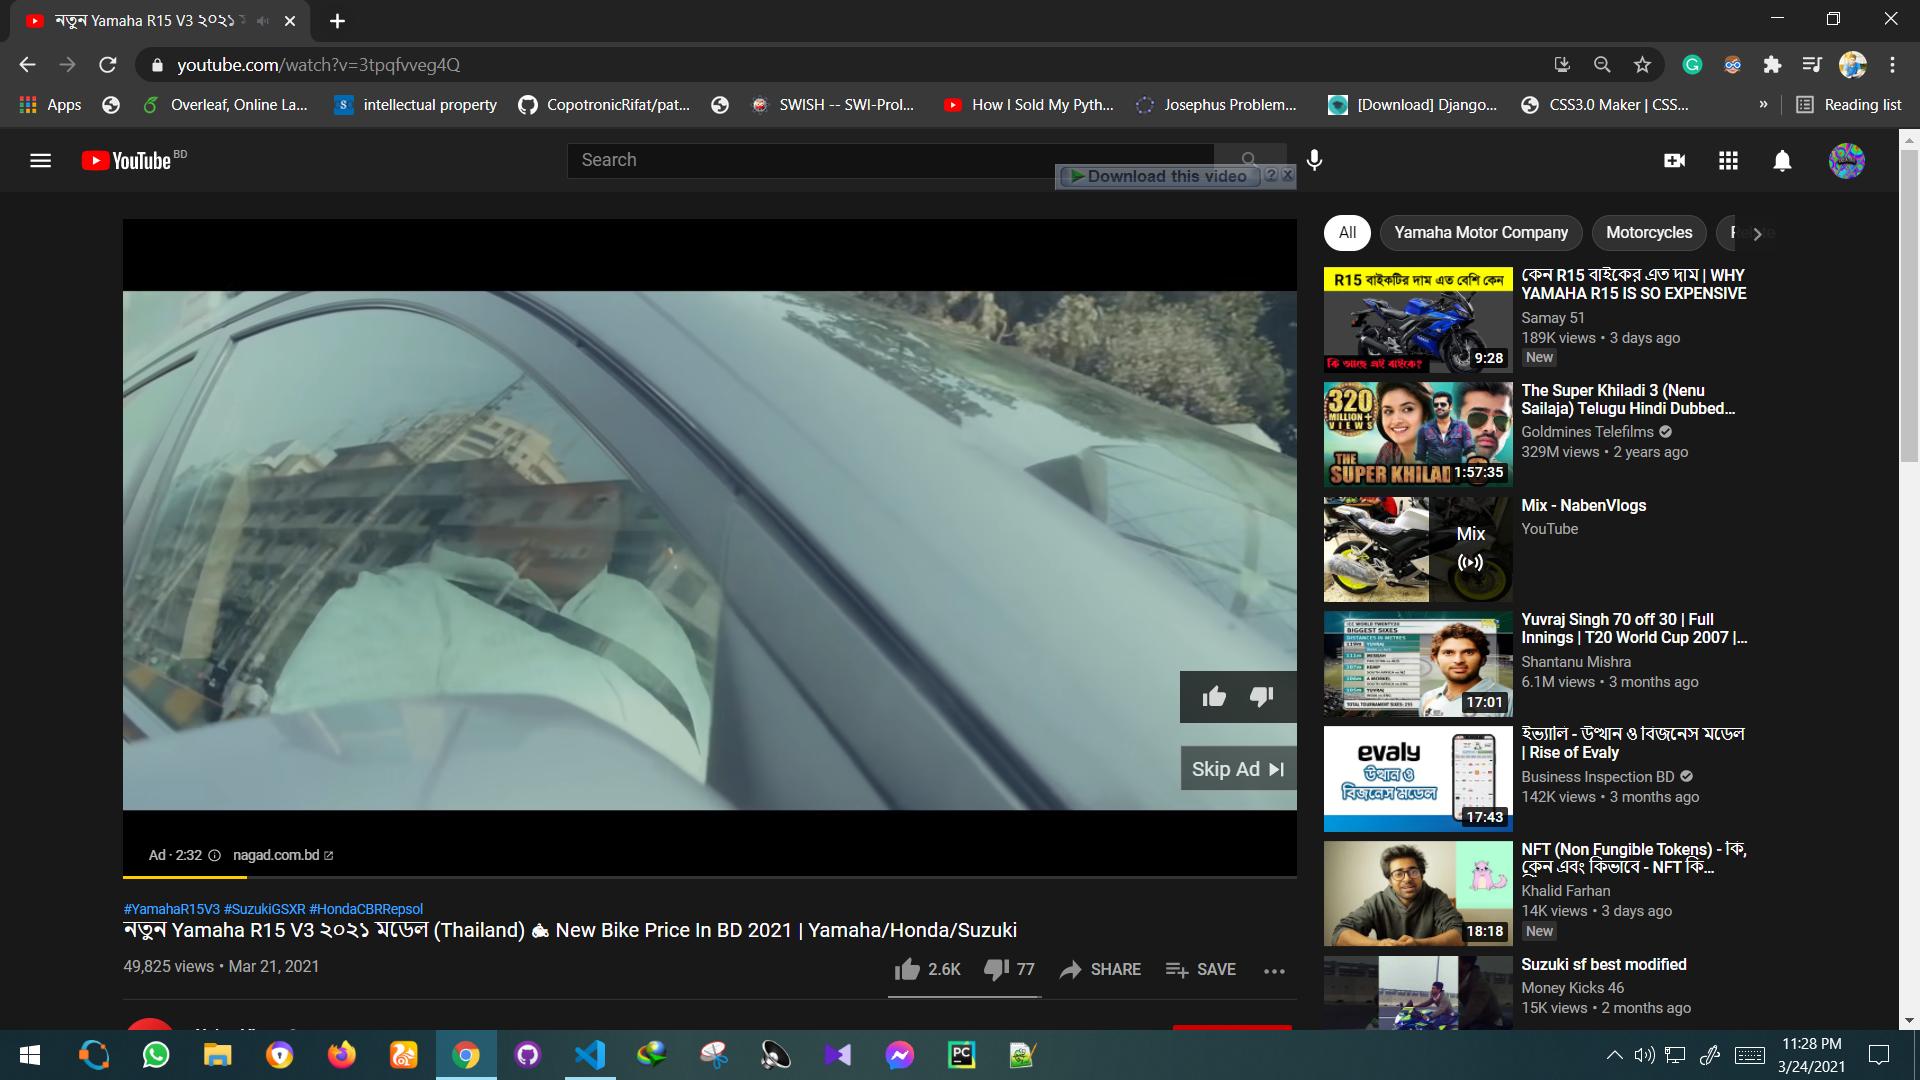 নতুন Yamaha R15 V3 ২০২১
youtube.com/watch?v=3tpqfvveg4Q
Apps
Overleaf, Online La...
intellectual property
CopotronicRifat/pat...
SWISH -- SWI-Prol...
How I Sold My Pyth...
Josephus Problem...
[Download] Django...
CSS3.0 Maker | CSS...
»
Reading list
YouTube BD
Search
Download this video
All
Yamaha Motor Company
Motorcycles
R15 বাইকটির দাম এত বেশি কেন
কি আছে এই বাইকে?
9:28
কেন R15 বাইকের এত দাম | WHY
YAMAHA R15 IS SO EXPENSIVE
Samay 51
189K views • 3 days ago
New
320
MILLION+
VIEWS
THE
SUPER KHILADI
1:57:35
The Super Khiladi 3 (Nenu
Sailaja) Telugu Hindi Dubbed...
Goldmines Telefilms
329M views • 2 years ago
Mix
Mix - NabenVlogs
YouTube
ICC WORLD TWENTY20
BIGGEST SIXES
DISTANCES IN METRES
17:01
Yuvraj Singh 70 off 30 | Full
Innings | T20 World Cup 2007 |...
Shantanu Mishra
6.1M views • 3 months ago
evaly
উত্থান ও
বিজনেস মডেল
17:43
ইভ্যালি - উত্থান ও বিজনেস মডেল
| Rise of Evaly
Business Inspection BD
142K views • 3 months ago
18:18
NFT (Non Fungible Tokens) - কি,
কেন এবং কিভাবে - NFT কি...
Khalid Farhan
14K views • 3 days ago
New
Suzuki sf best modified
Money Kicks 46
15K views • 2 months ago
Skip Ad
Ad · 2:32
nagad.com.bd
#YamahaR15V3 #SuzukiGSXR #HondaCBRRepsol
নতুন Yamaha R15 V3 ২০২১ মডেল (Thailand) 🏍 New Bike Price In BD 2021 | Yamaha/Honda/Suzuki
49,825 views • Mar 21, 2021
2.6K
77
SHARE
SAVE
PC
11:28 PM
3/24/2021